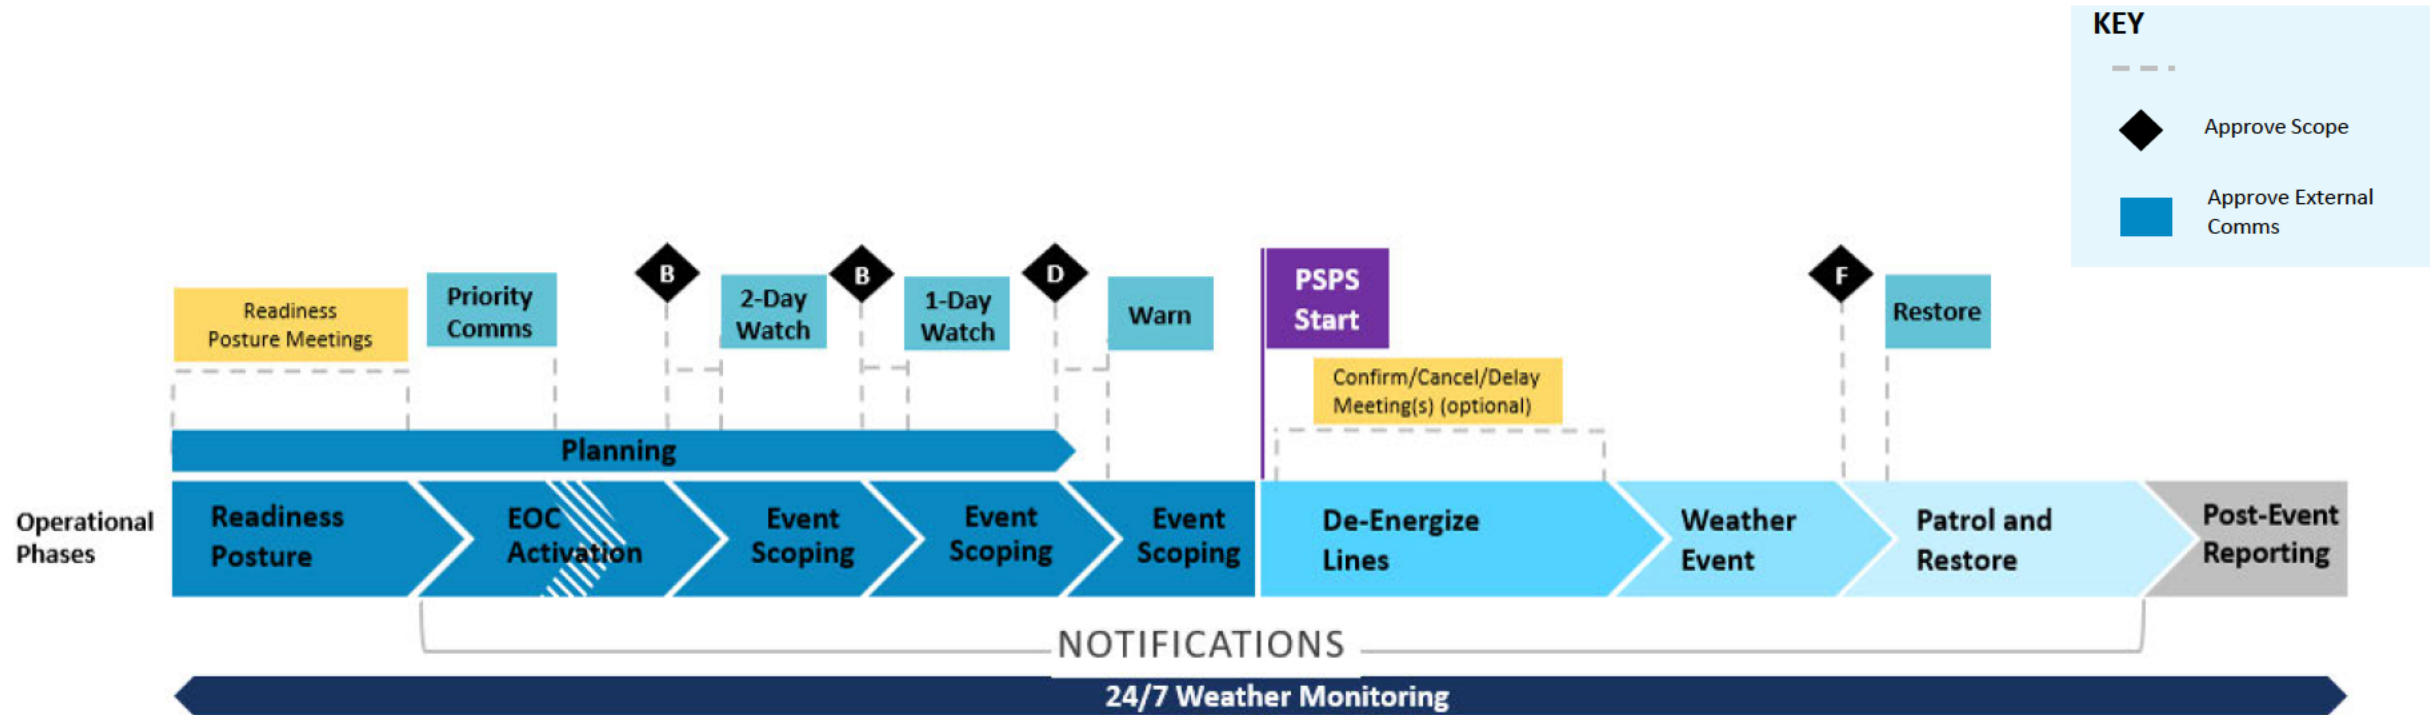 KEY
Approve Scope
Approve External
Comms
B
B
D
F
Readiness
Posture Meetings
Priority
Comms
2-Day
Watch
1-Day
Watch
Warn
PSPS
Start
Restore
Confirm/Cancel/Delay
Meeting(s) (optional)
Planning
Operational
Phases
Readiness
Posture
EOC
Activation
Event
Scoping
Event
Scoping
Event
Scoping
De-Energize
Lines
Weather
Event
Patrol and
Restore
Post-Event
Reporting
NOTIFICATIONS
24/7 Weather Monitoring